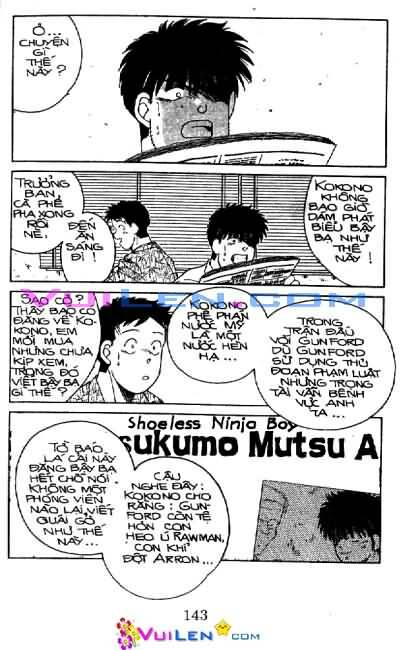 Ồ...
CHUYỆN
GÌ
THẾ
NÀY ?
TRƯỞNG
BAN,
CÀ PHÊ
PHA XONG
RỒI
NÈ,
ĐẾN
ĂN
SÁNG
ĐI !
KOKONO
KHÔNG
BAO GIỜ
DÁM PHÁT
BIỂU BẬY
BẠ NHƯ
THẾ
NÀY !
SAO CƠ ?
THẤY BÁO CÓ
ĐĂNG VỀ KO-
KONO, EM
MỚI MUA
NHƯNG CHƯA
KỊP XEM,
TRONG ĐÓ
VIẾT BẬY BẠ
GÌ THẾ ?
KOKONO
PHÊ PHÁN
NƯỚC MỸ
LÀ MỘT
NƯỚC HÈN
HẠ ...
TRONG
TRẬN ĐẤU
VỚI GUNFORD
DÙ GUNFORD
SỬ DỤNG THỦ
ĐOẠN PHẠM LUẬT
NHƯNG TRỌNG
TÀI VẪN BÊNH
VỰC ANH
TA ...
VUILEN.COM
Shoeless Ninja Boy
sukumo Mutsu A
TỜ BÁO
LÁ CẢI NÀY
ĐĂNG BẬY BẠ
HẾT CHỖ NÓI.
KHÔNG MỘT
PHÓNG VIÊN
NÀO LẠI VIẾT
QUÁI GỞ
NHƯ THẾ
NÀY ...
CẬU
NGHE ĐÂY :
KOKONO CHO
RẰNG : GUN-
FORD CÒN TỆ
HƠN CON
HEO Ú RAWMAN,
CON KHỈ
ĐỘT ARRON...
143
VUILEN.COM